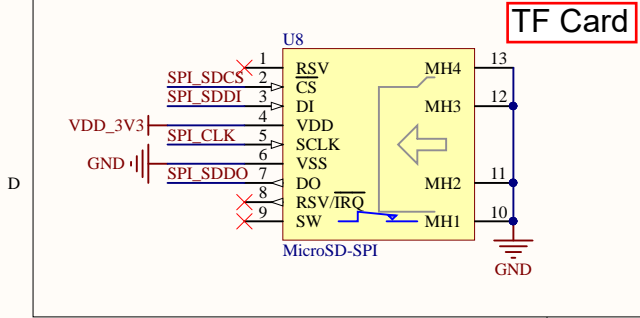 TF Card
U8
1 RSV MH4 13
SPI_SDCS 2 CS
SPI_SDDI 3 DI MH3 12
VDD_3V3 4 VDD
SPI_CLK 5 SCLK
GND 6 VSS
SPI_SDDO 7 DO MH2 11
8 RSV/IRQ
9 SW MH1 10
MicroSD-SPI
GND
D